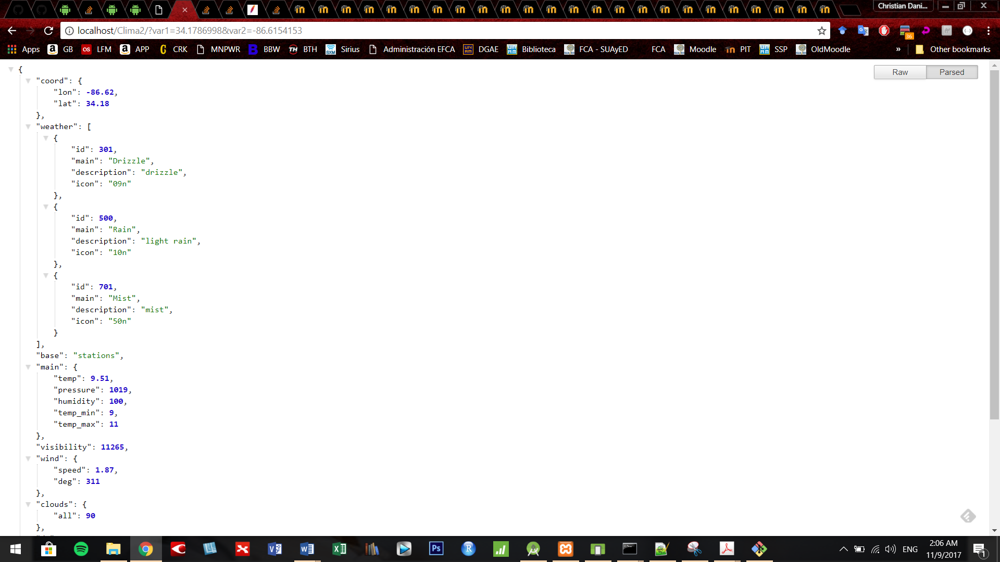 Christian Dani...
localhost/Clima2/?var1=34.1786998&var2=-86.6154153
36
Apps GB LFM APP CRK MNPWR BBW BTH Sirius Administración EFCA DGAE Biblioteca FCA - SUAyED FCA Moodle PIT SSP OldModle » Other bookmarks
Raw Parsed
{
"coord": {
"lon": -86.62,
"lat": 34.18
},
"weather": [
{
"id": 301,
"main": "Drizzle",
"description": "drizzle",
"icon": "09n"
},
{
"id": 500,
"main": "Rain",
"description": "light rain",
"icon": "10n"
},
{
"id": 701,
"main": "Mist",
"description": "mist",
"icon": "50n"
}
],
"base": "stations",
"main": {
"temp": 9.51,
"pressure": 1019,
"humidity": 100,
"temp_min": 9,
"temp_max": 11
},
"visibility": 11265,
"wind": {
"speed": 1.87,
"deg": 311
},
"clouds": {
"all": 90
},
ENG
2:06 AM
11/9/2017
1